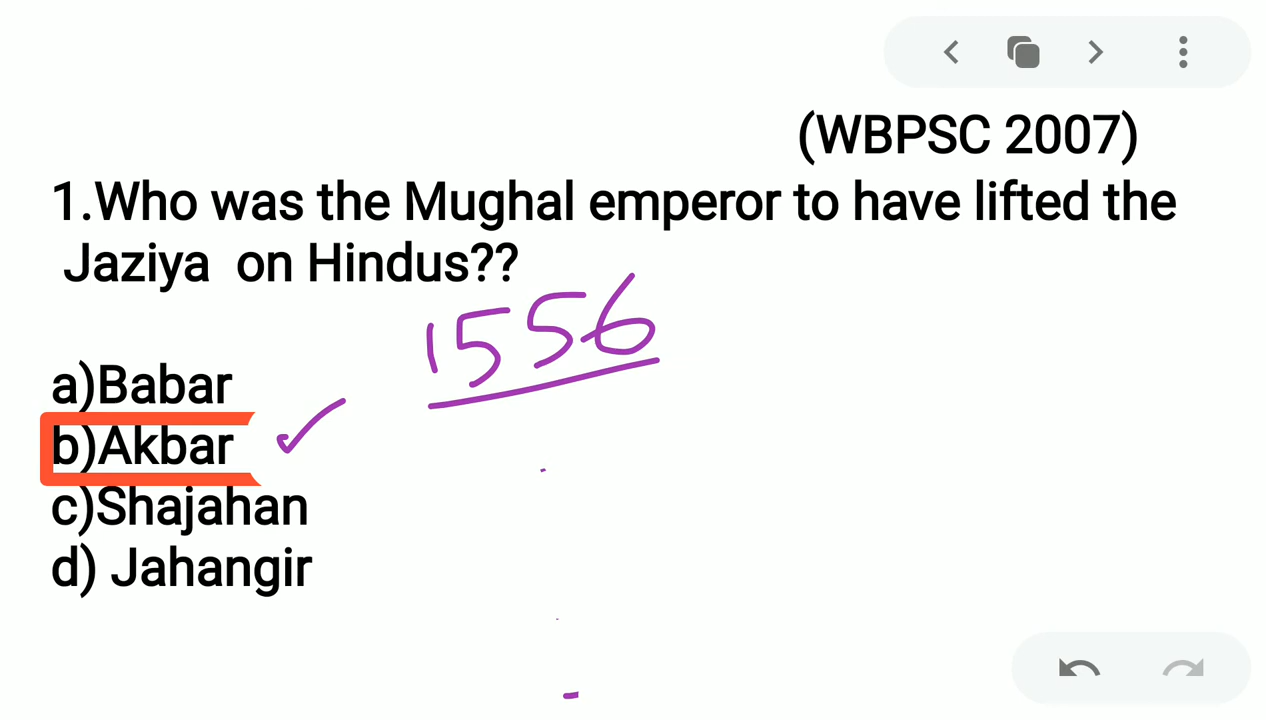 (WBPSC 2007)
1.Who was the Mughal emperor to have lifted the
Jaziya on Hindus??
1556
a)Babar
b)Akbar
c)Shajahan
d) Jahangir